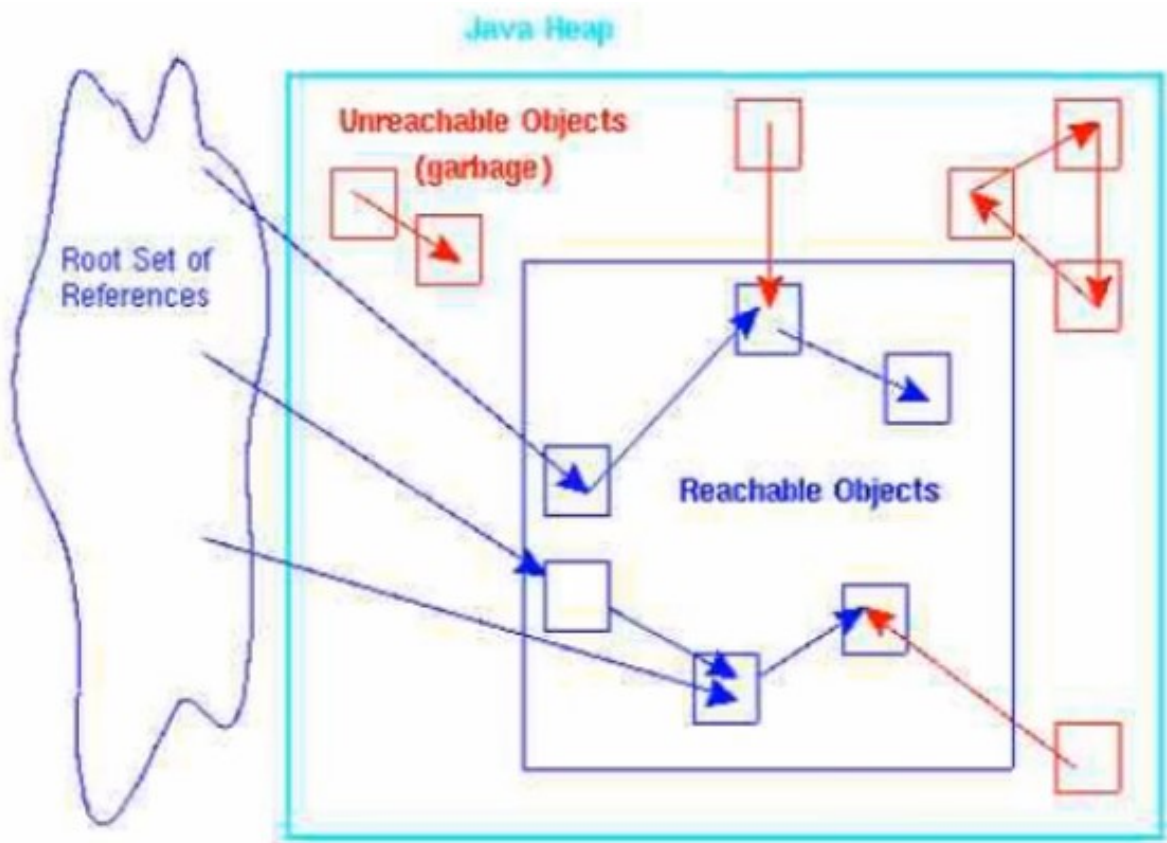 Java Heap
Unreachable Objects
(garbage)
Root Set of
References
Reachable Objects